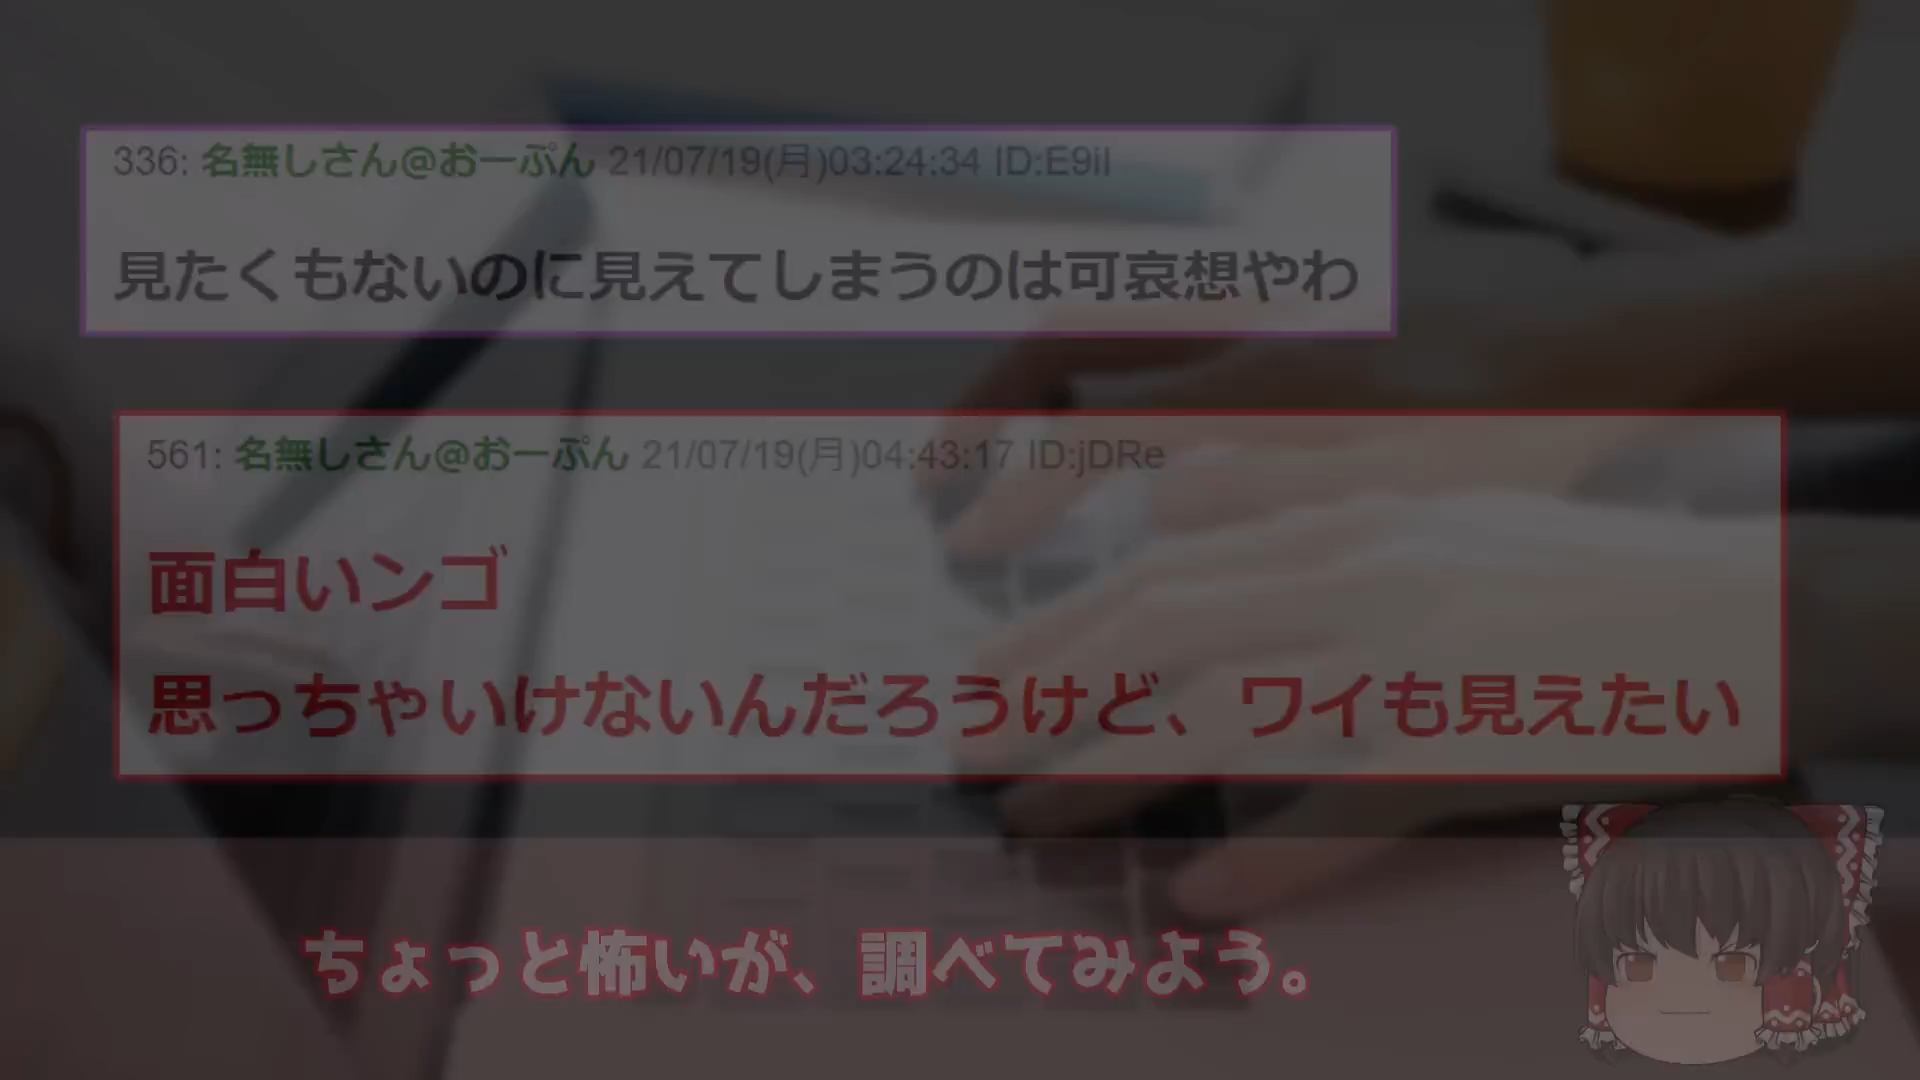 336: 名無しさん@おーぷん 21/07/19(月)03:24:34 ID:E9iI
見たくもないのに見えてしまうのは可哀想やわ
561: 名無しさん@おーぷん 21/07/19(月)04:43:17 ID:jDRe
面白いンゴ
思っちゃいけないんだろうけど、ワイも見えたい
ちょっと怖いが、調べてみよう。